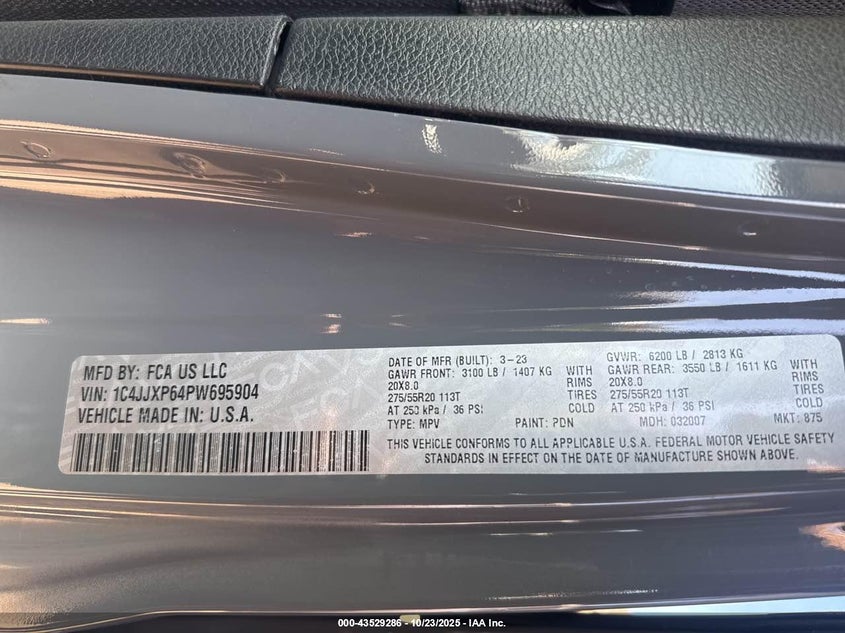 MFD BY: FCA US LLC
VIN: 1C4JJXP64PW695904
VEHICLE MADE IN: U.S.A.
DATE OF MFR (BUILT): 3-23
GAWR FRONT: 3100 LB / 1407 KG WITH
20X8.0 RIMS
275/55R20 113T TIRES
AT 250 kPa / 36 PSI COLD
TYPE: MPV PAINT: PDN
GVWR: 6200 LB / 2813 KG
GAWR REAR: 3550 LB / 1611 KG WITH
20X8.0 RIMS
275/55R20 113T TIRES
AT 250 kPa / 36 PSI COLD
MDH: 032007 MKT: 875
THIS VEHICLE CONFORMS TO ALL APPLICABLE U.S.A. FEDERAL MOTOR VEHICLE SAFETY
STANDARDS IN EFFECT ON THE DATE OF MANUFACTURE SHOWN ABOVE.
000-43529286 - 10/23/2025 - IAA Inc.